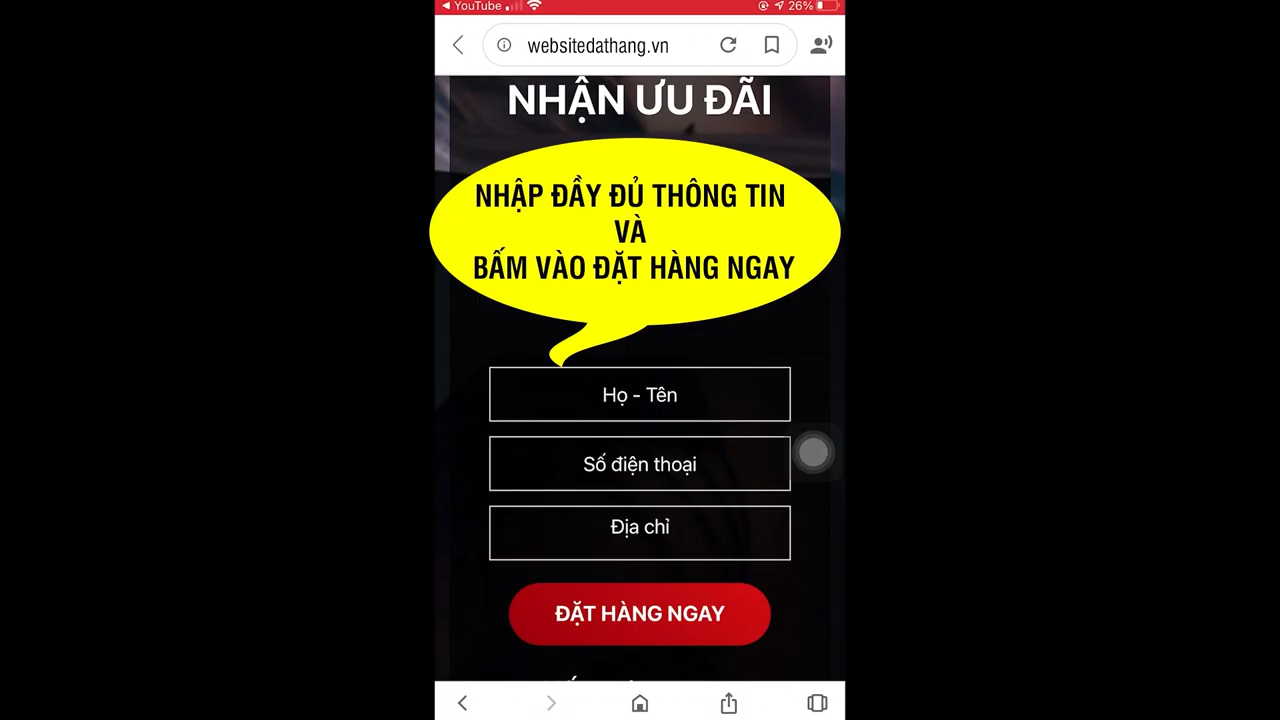 YouTube
26%
websitedathang.vn
NHẬN ƯU ĐÃI
NHẬP ĐẦY ĐỦ THÔNG TIN
VÀ
BẤM VÀO ĐẶT HÀNG NGAY
Họ - Tên
Số điện thoại
Địa chỉ
ĐẶT HÀNG NGAY